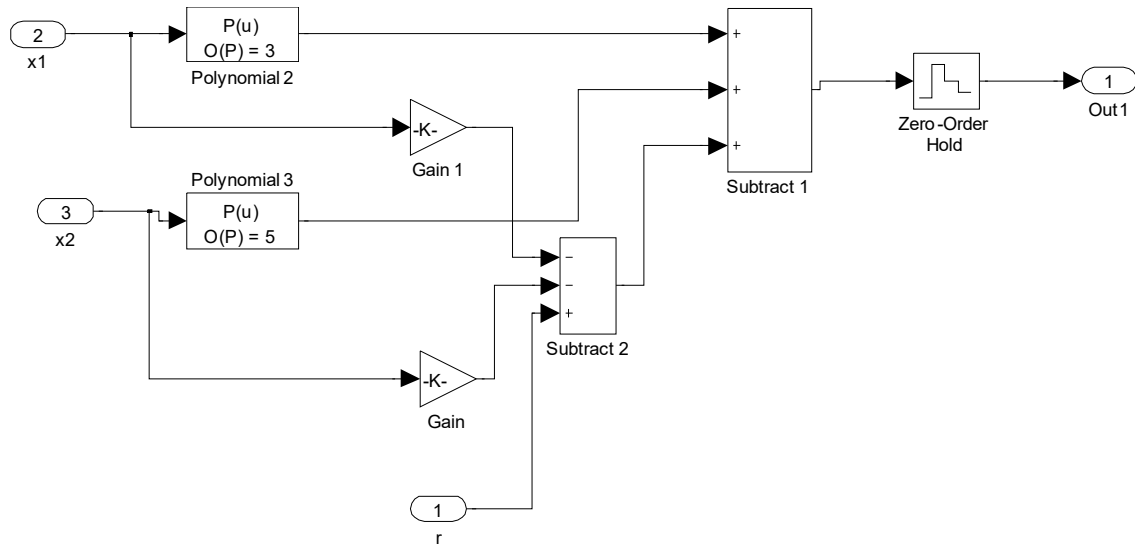 2
x1
P(u)
O(P) = 3
Polynomial 2
-K-
Gain 1
Polynomial 3
P(u)
O(P) = 5
3
x2
-K-
Gain
1
r
−
−
+
Subtract 2
+
+
+
Subtract 1
Zero-Order
Hold
1
Out1